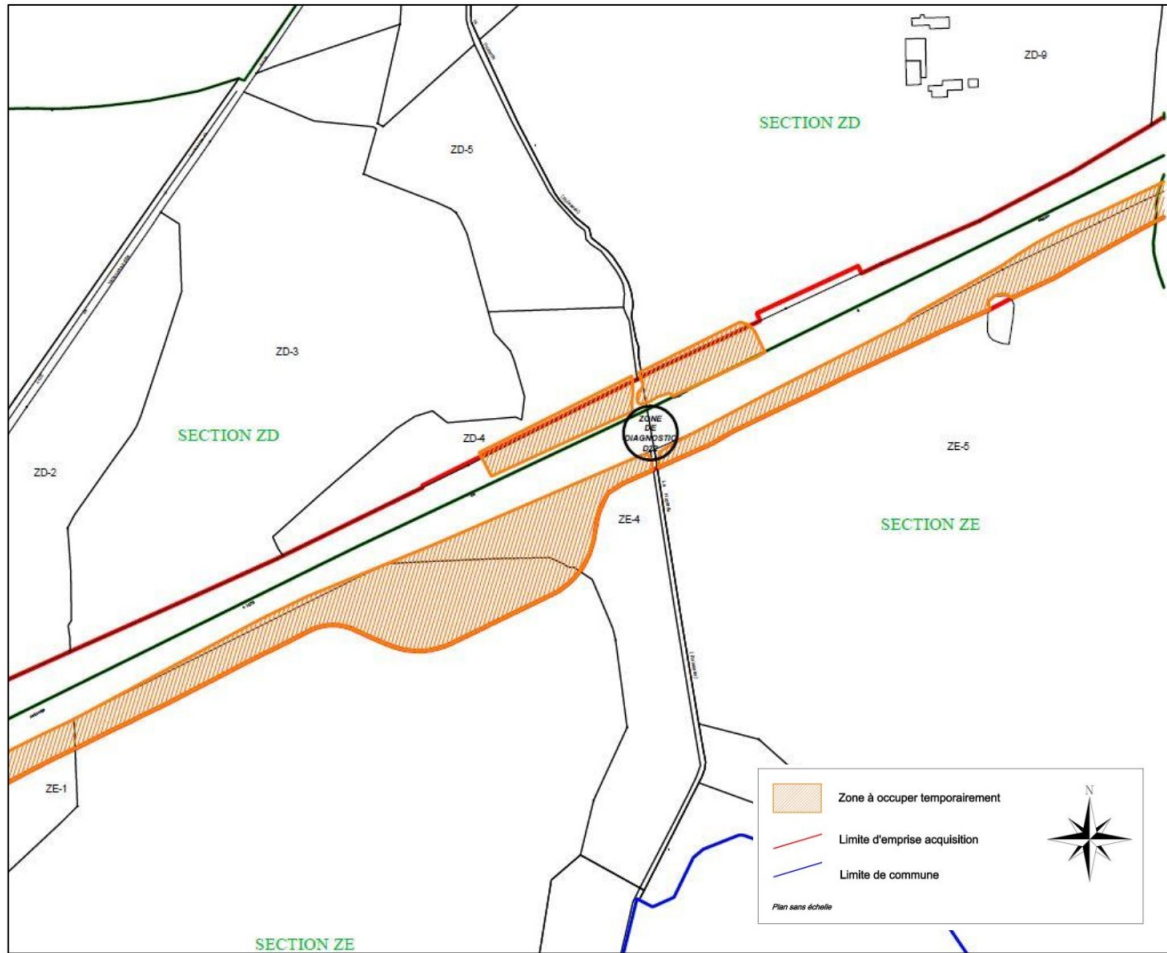 ZD-9
SECTION ZD
ZD-5
ZD-3
SECTION ZD
ZD-4
ZD-2
ZONE
DE
DIAGNOSTIC
ZE-5
ZE-4
SECTION ZE
ZE-1
SECTION ZE
N
Zone à occuper temporairement
Limite d'emprise acquisition
Limite de commune
Plan sans échelle